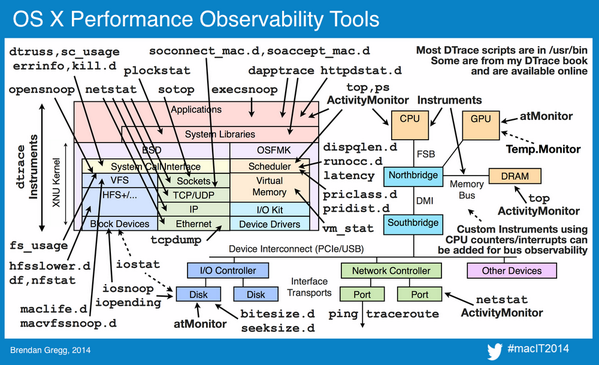 OS X Performance Observability Tools
dtruss,sc_usage
soconnect_mac.d,soaccept_mac.d
Most DTrace scripts are in /usr/bin
Some are from my DTrace book
and are available online
errinfo,kill.d
plockstat
dapptrace
httpdstat.d
opensnoop
netstat
sotop
execsnoop
top,ps
ActivityMonitor
Instruments
atMonitor
Temp.Monitor
dtrace
Instruments
XNU Kernel
Applications
System Libraries
BSD
OSFMK
System Call Interface
Scheduler
VFS
Sockets
Virtual
Memory
HFS+/...
TCP/UDP
IP
I/O Kit
Block Devices
Ethernet
Device Drivers
CPU
GPU
FSB
dispqlen.d
runocc.d
latency
priclass.d
pridist.d
vm_stat
Northbridge
Memory
Bus
DRAM
top
ActivityMonitor
DMI
Southbridge
Custom Instruments using
CPU counters/interrupts can
be added for bus observability
fs_usage
tcpdump
hfsslower.d
df,nfstat
iostat
Device Interconnect (PCIe/USB)
I/O Controller
Network Controller
Other Devices
iosnoop
iopending
Interface
Transports
Disk
Disk
Port
Port
maclife.d
macvfssnoop.d
atMonitor
bitesize.d
seeksize.d
ping
traceroute
netstat
ActivityMonitor
Brendan Gregg, 2014
#macIT2014